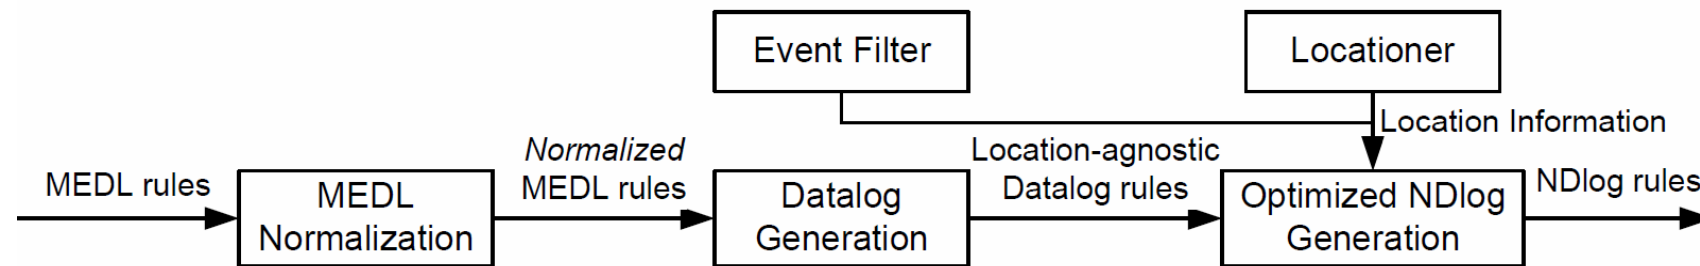 Event Filter
Locationer
Location Information
MEDL rules
MEDL
Normalization
Normalized
MEDL rules
Datalog
Generation
Location-agnostic
Datalog rules
Optimized NDlog
Generation
NDlog rules